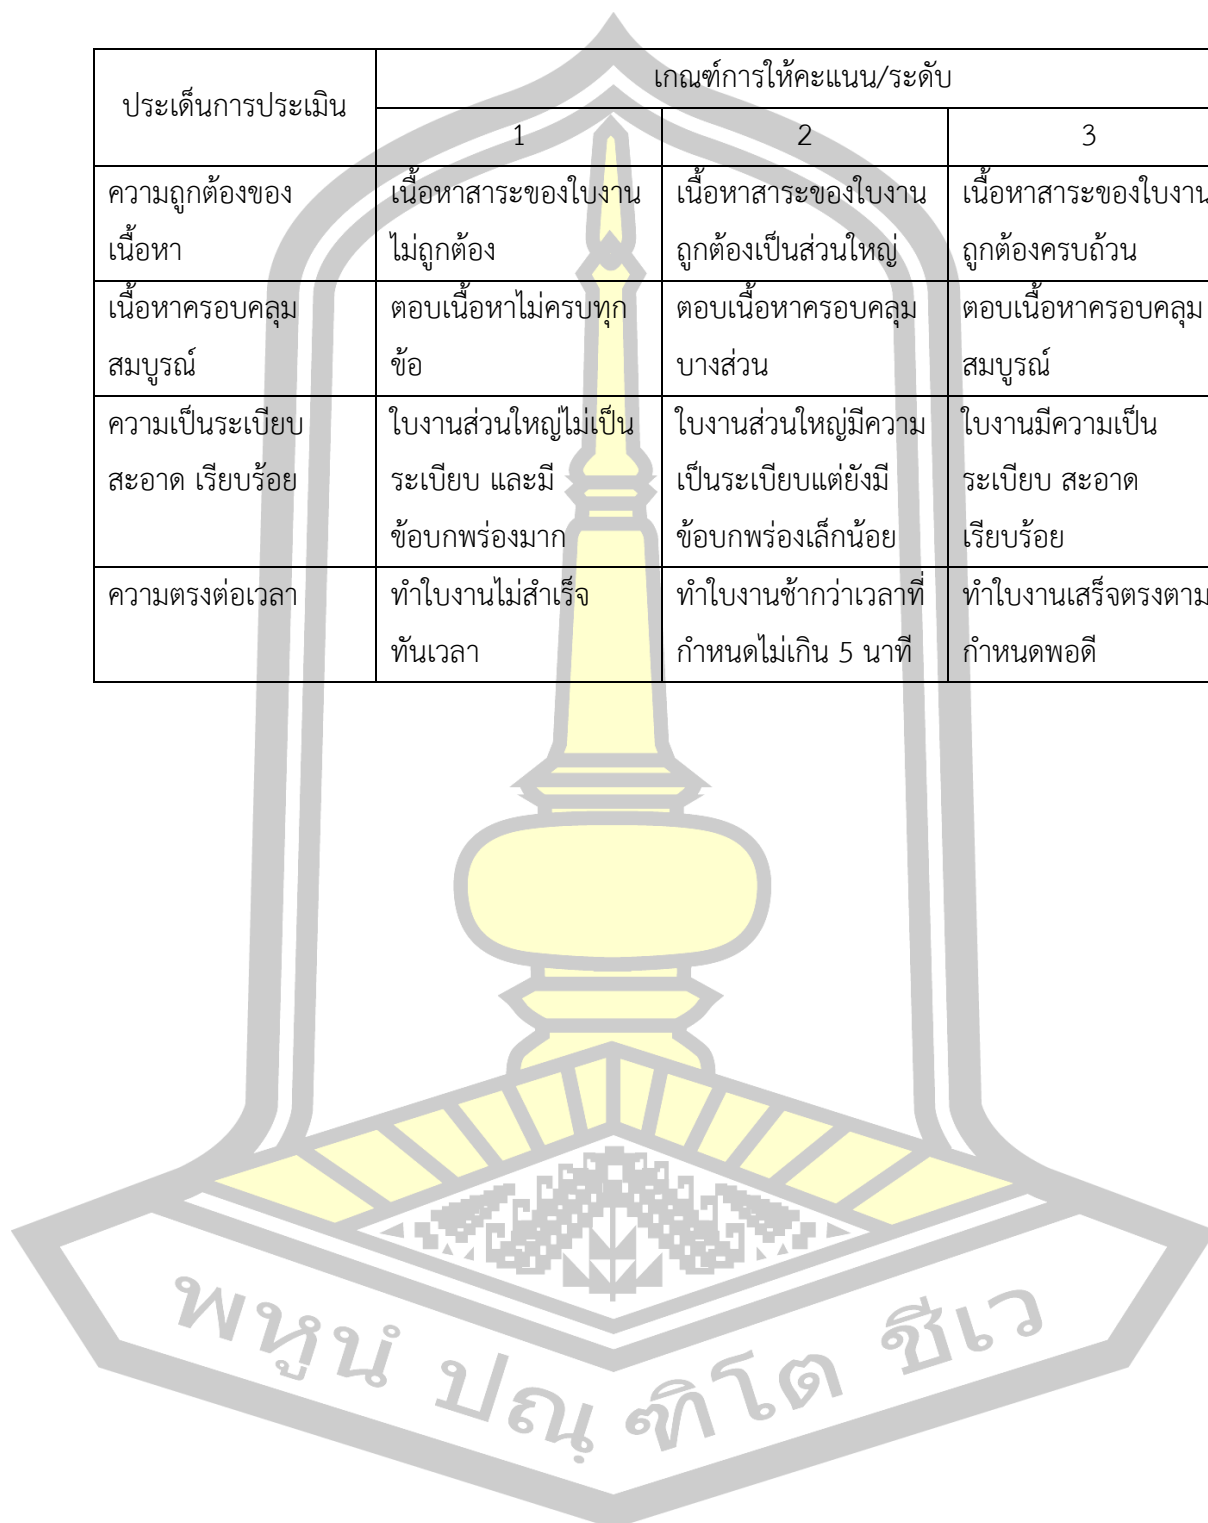 ประเด็นการประเมิน
เกณฑ์การให้คะแนน/ระดับ
1 2 3
ความถูกต้องของ เนื้อหาสาระของใบงาน เนื้อหาสาระของใบงาน เนื้อหาสาระของใบงาน
เนื้อหา ไม่ถูกต้อง ถูกต้องเป็นส่วนใหญ่ ถูกต้องครบถ้วน
เนื้อหาครอบคลุม ตอบเนื้อหาไม่ครบทุก ตอบเนื้อหาครอบคลุม ตอบเนื้อหาครอบคลุม
สมบูรณ์ ข้อ บางส่วน สมบูรณ์
ความเป็นระเบียบ ใบงานส่วนใหญ่ไม่เป็น ใบงานส่วนใหญ่มีความ ใบงานมีความเป็น
สะอาด เรียบร้อย ระเบียบ และมี เป็นระเบียบแต่ยังมี ระเบียบ สะอาด
ข้อบกพร่องมาก ข้อบกพร่องเล็กน้อย เรียบร้อย
ความตรงต่อเวลา ทำใบงานไม่สำเร็จ ทำใบงานช้ากว่าเวลาที่ ทำใบงานเสร็จตรงตาม
ทันเวลา กำหนดไม่เกิน 5 นาที กำหนดพอดี
พหูนํ ปณฺฑิโต ชีเว